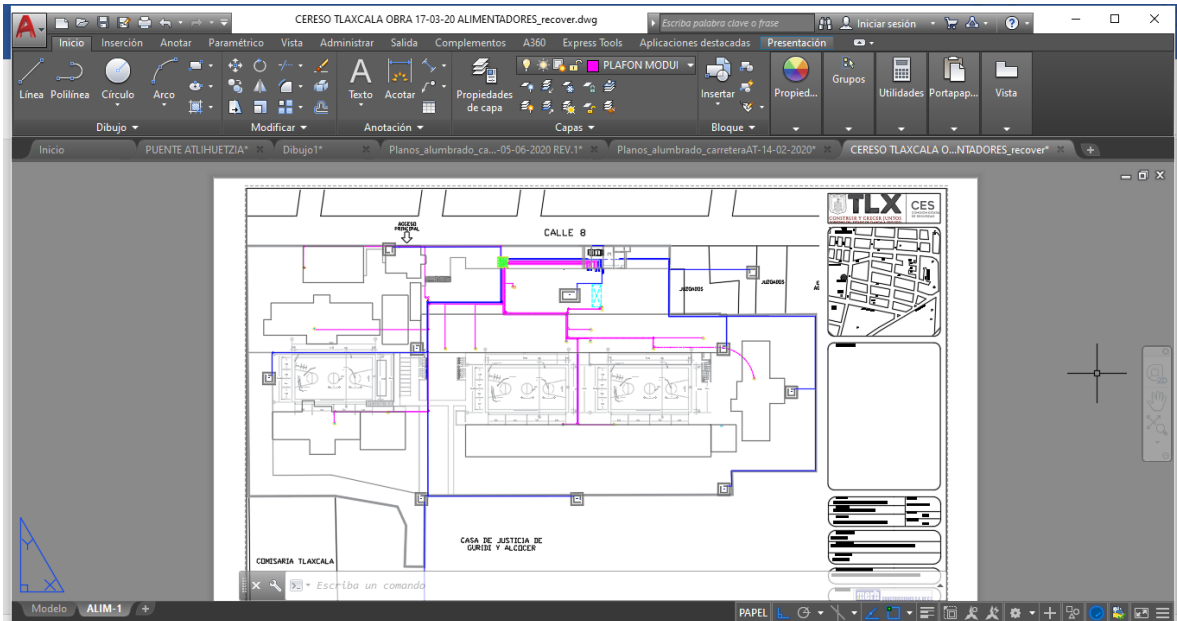 CERESO TLAXCALA OBRA 17-03-20 ALIMENTADORES_recover.dwg
Escriba palabra clave o frase
Iniciar sesión
Inicio Inserción Anotar Paramétrico Vista Administrar Salida Complementos A360 Express Tools Aplicaciones destacadas Presentación
PLAFON MODUI
Línea Polilínea Círculo Arco
Texto Acotar
Propiedades de capa
Insertar
Propied...
Grupos
Utilidades Portapap...
Vista
Dibujo Modificar Anotación Capas Bloque
Inicio PUENTE ATLIHUETZIA* Dibujo1* Planos_alumbrado_ca...-05-06-2020 REV.1* Planos_alumbrado_carreteraAT-14-02-2020* CERESO TLAXCALA O...NTADORES_recover*
TLX CES
CONSTRUIR Y CRECER JUNTOS
ACCESO
PRINCIPAL
CALLE 8
JUZGADOS
JUZGADOS
CASA DE JUSTICIA DE
GURIDI Y ALCOCER
COMISARIA TLAXCALA
Escriba un comando
Modelo ALIM-1 +
PAPEL